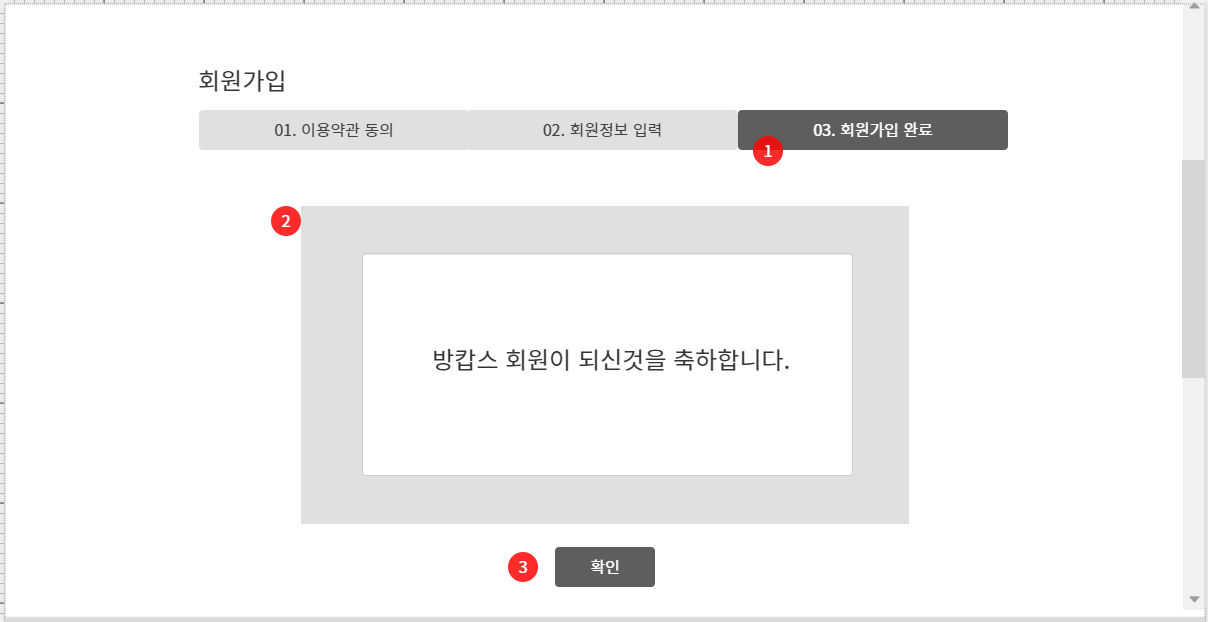 회원가입
01. 이용약관 동의
02. 회원정보 입력
03. 회원가입 완료
1
2
방캅스 회원이 되신것을 축하합니다.
3
확인